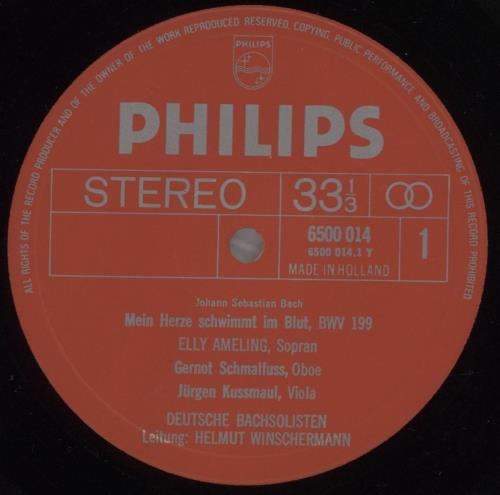 ALL RIGHTS OF THE RECORD PRODUCER AND OF THE OWNER OF THE WORK REPRODUCED RESERVED. COPYING, PUBLIC PERFORMANCE AND BROADCASTING OF THIS RECORD PROHIBITED
PHILIPS
PHILIPS
STEREO 33 1/3
6500 014
6500 014.1 Y
MADE IN HOLLAND
1
Johann Sebastian Bach
Mein Herze schwimmt im Blut, BWV 199
ELLY AMELING, Sopran
Gernot Schmalfuss, Oboe
Jürgen Kussmaul, Viola
DEUTSCHE BACHSOLISTEN
Leitung: HELMUT WINSCHERMANN